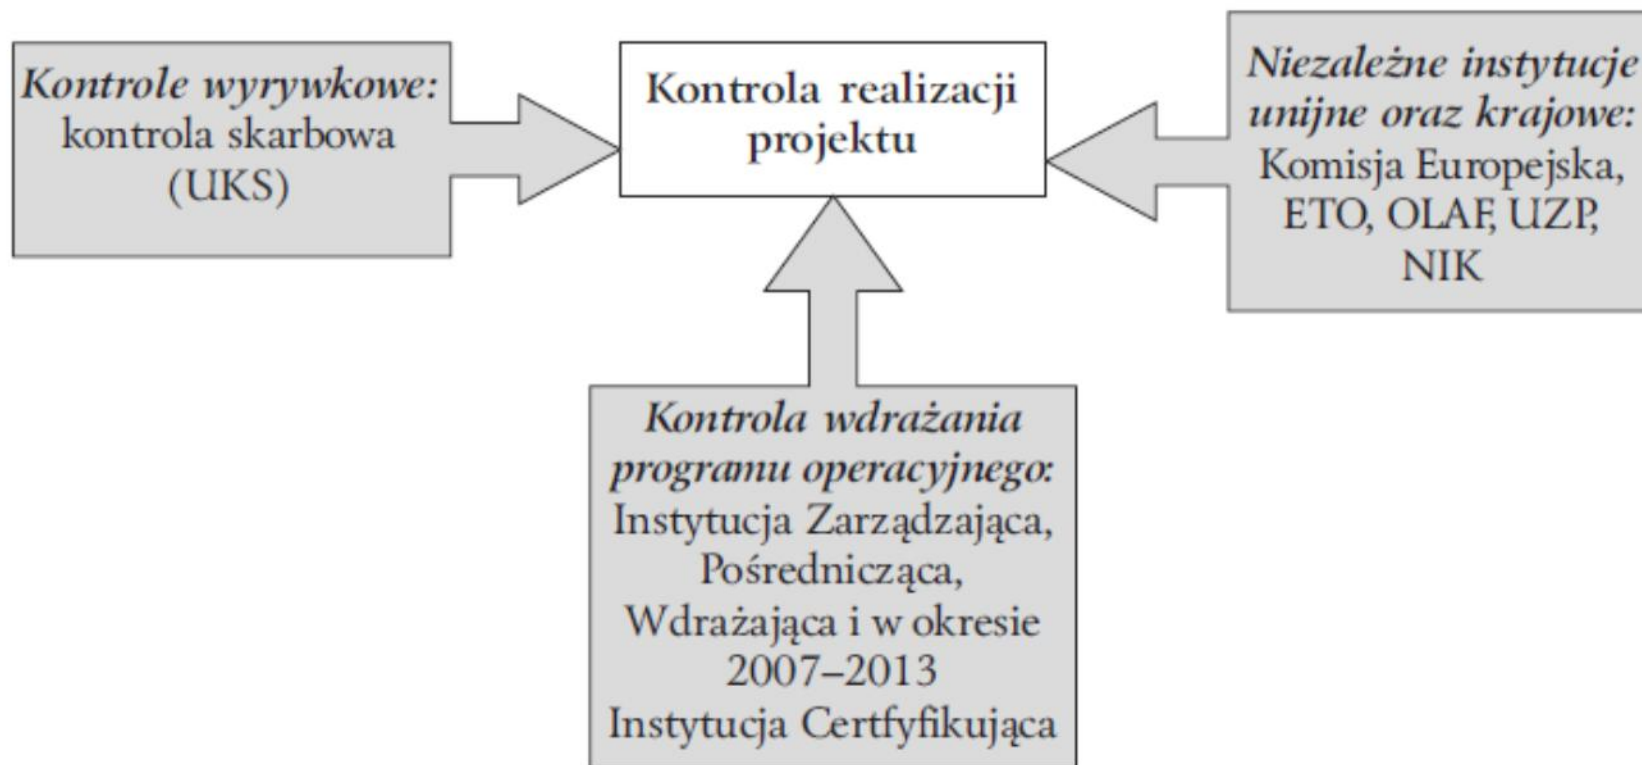 Kontrole wyrywkowe:
kontrola skarbowa
(UKS)
Kontrola realizacji
projektu
Niezależne instytucje
unijne oraz krajowe:
Komisja Europejska,
ETO, OLAF, UZP,
NIK
Kontrola wdrażania
programu operacyjnego:
Instytucja Zarządzająca,
Pośrednicząca,
Wdrażająca i w okresie
2007–2013
Instytucja Certfyfikująca